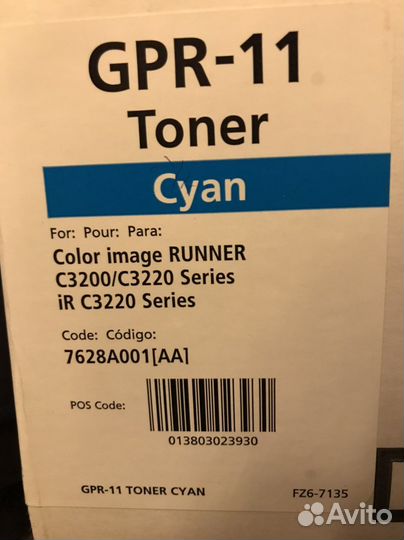 GPR-11
Toner
Cyan
For: Pour: Para:
Color image RUNNER
C3200/C3220 Series
iR C3220 Series
Code: Código:
7628A001[AA]
POS Code:
013803023930
GPR-11 TONER CYAN FZ6-7135
Avito